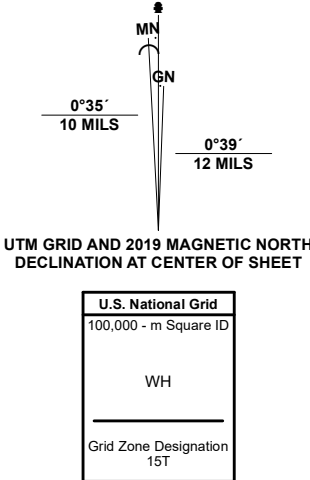 MN
GN
0°35´
10 MILS
0°39´
12 MILS
UTM GRID AND 2019 MAGNETIC NORTH
DECLINATION AT CENTER OF SHEET
U.S. National Grid
100,000 - m Square ID
WH
Grid Zone Designation
15T